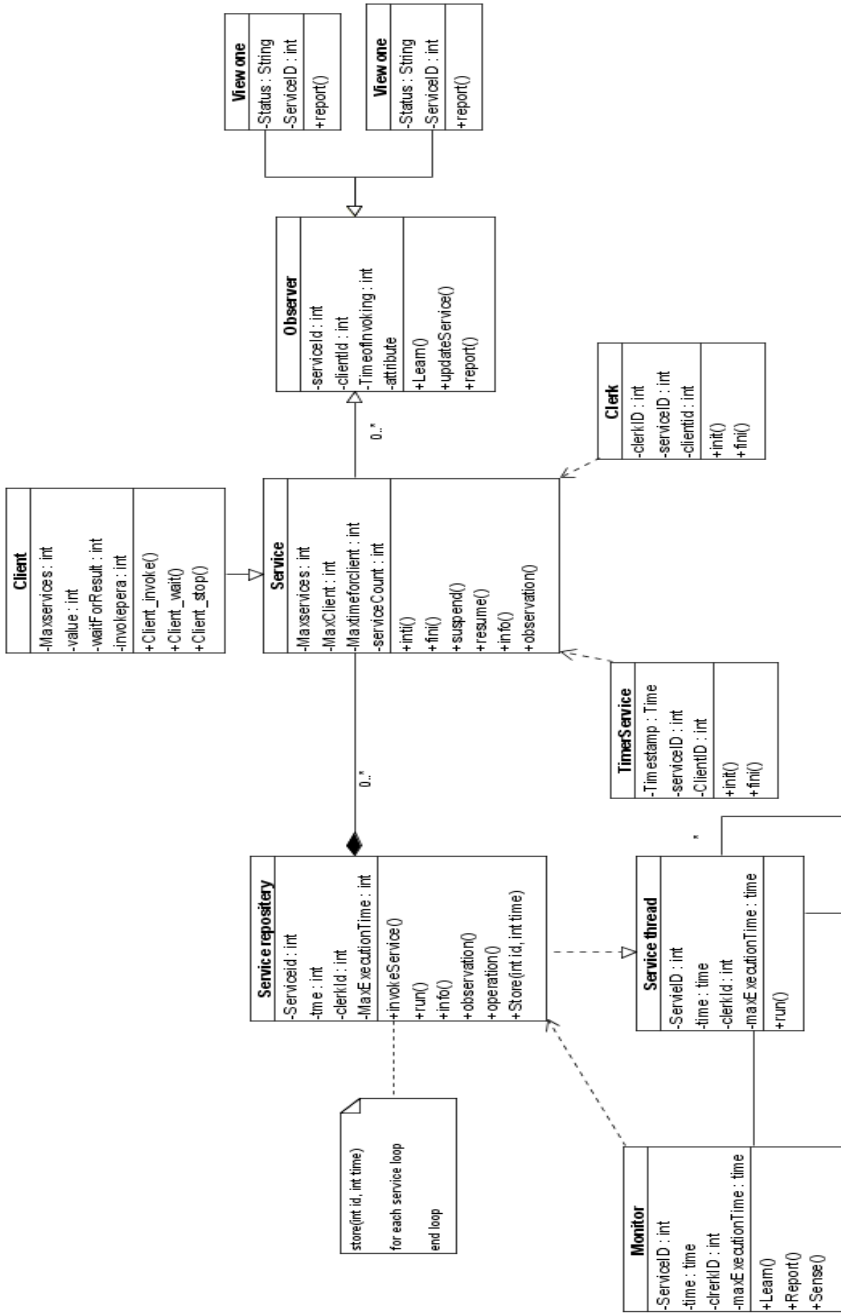 Client
-Maxservices : int
-value : int
-waitForResult : int
-invokepera : int
+Client_invoke()
+Client_wait()
+Client_stop()
View one
-Status : String
-ServiceID : int
+report()
View one
-Status : String
-ServiceID : int
+report()
Service repository
-Serviceid : int
-tme : int
-clerkId : int
-MaxExecutionTime : int
+invokeService()
+run()
+info()
+observation()
+operation()
+Store(int id, int time)
0..*
Service
-Maxservices : int
-MaxClient : int
-Maxtimeforclient : int
-serviceCount : int
+inti()
+fini()
+suspend()
+resume()
+info()
+observation()
0..*
Observer
-serviceId : int
-clientId : int
-TimeofInvoking : int
-attribute
+Learn()
+updateService()
+report()
store(int id, int time)
for each service loop
end loop
Monitor
-ServiceID : int
-time : time
-clrerkID : int
-maxExecutionTime : time
+Learn()
+Report()
+Sense()
Service thread
-ServieID : int
-time : time
-clerkId : int
-maxExecutionTime : time
+run()
*
TimerService
-Timestamp : Time
-serviceID : int
-ClientID : int
+init()
+fini()
Clerk
-clerkID : int
-serviceID : int
-clientid : int
+init()
+fini()